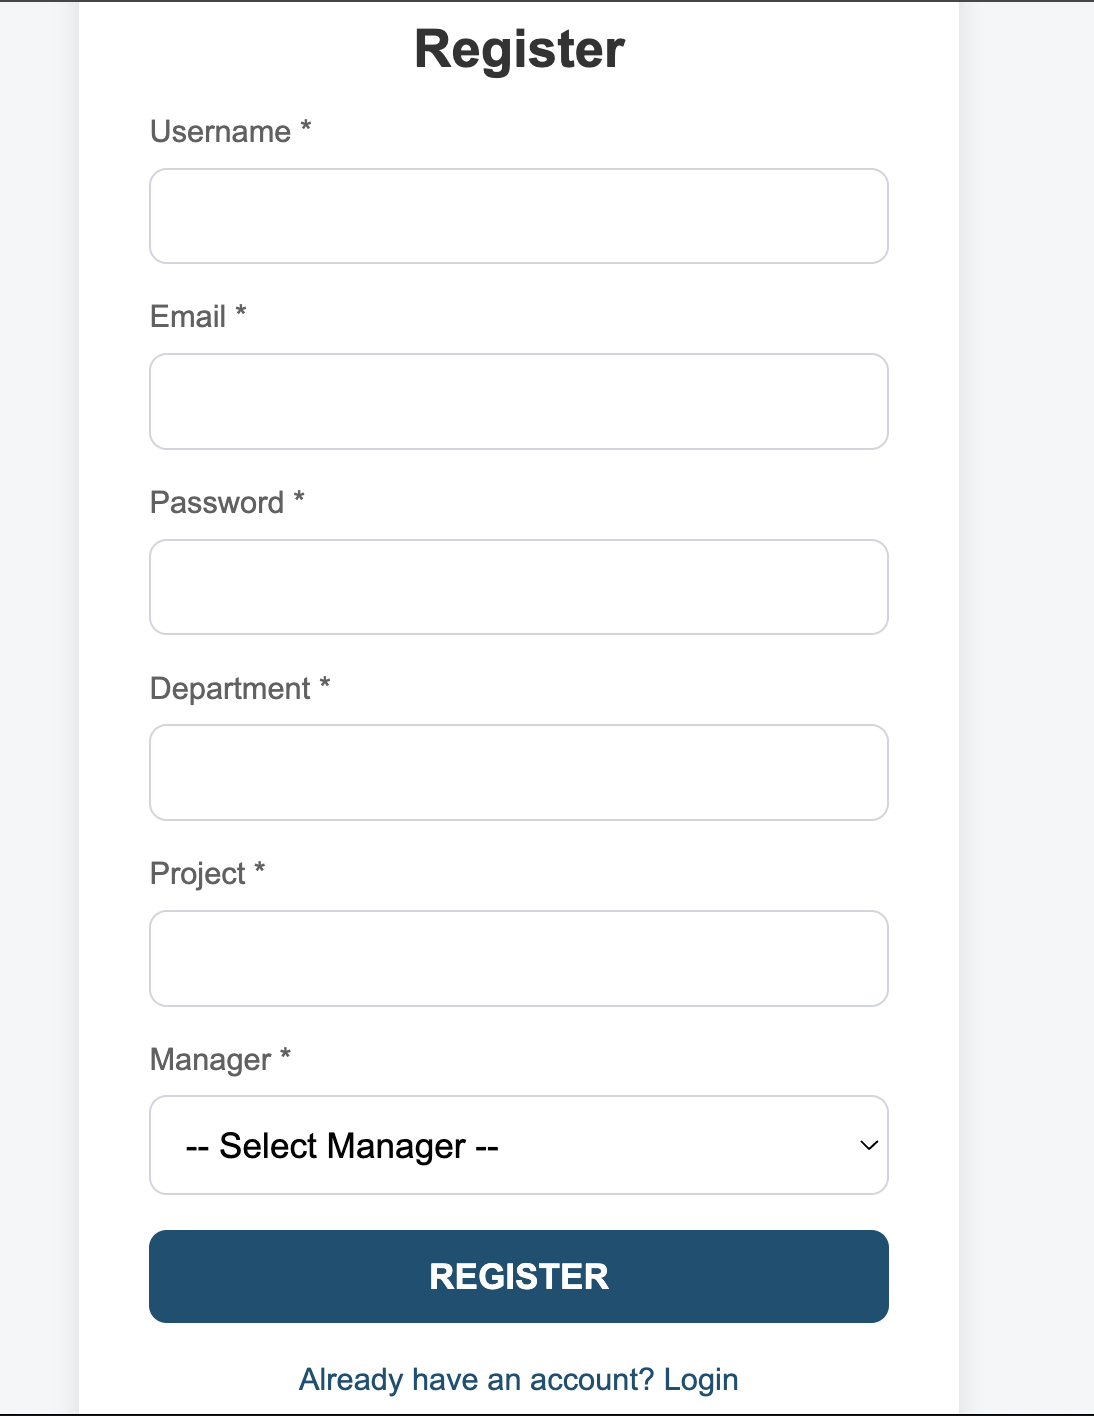 Register
Username *
Email *
Password *
Department *
Project *
Manager *
-- Select Manager --
REGISTER
Already have an account? Login